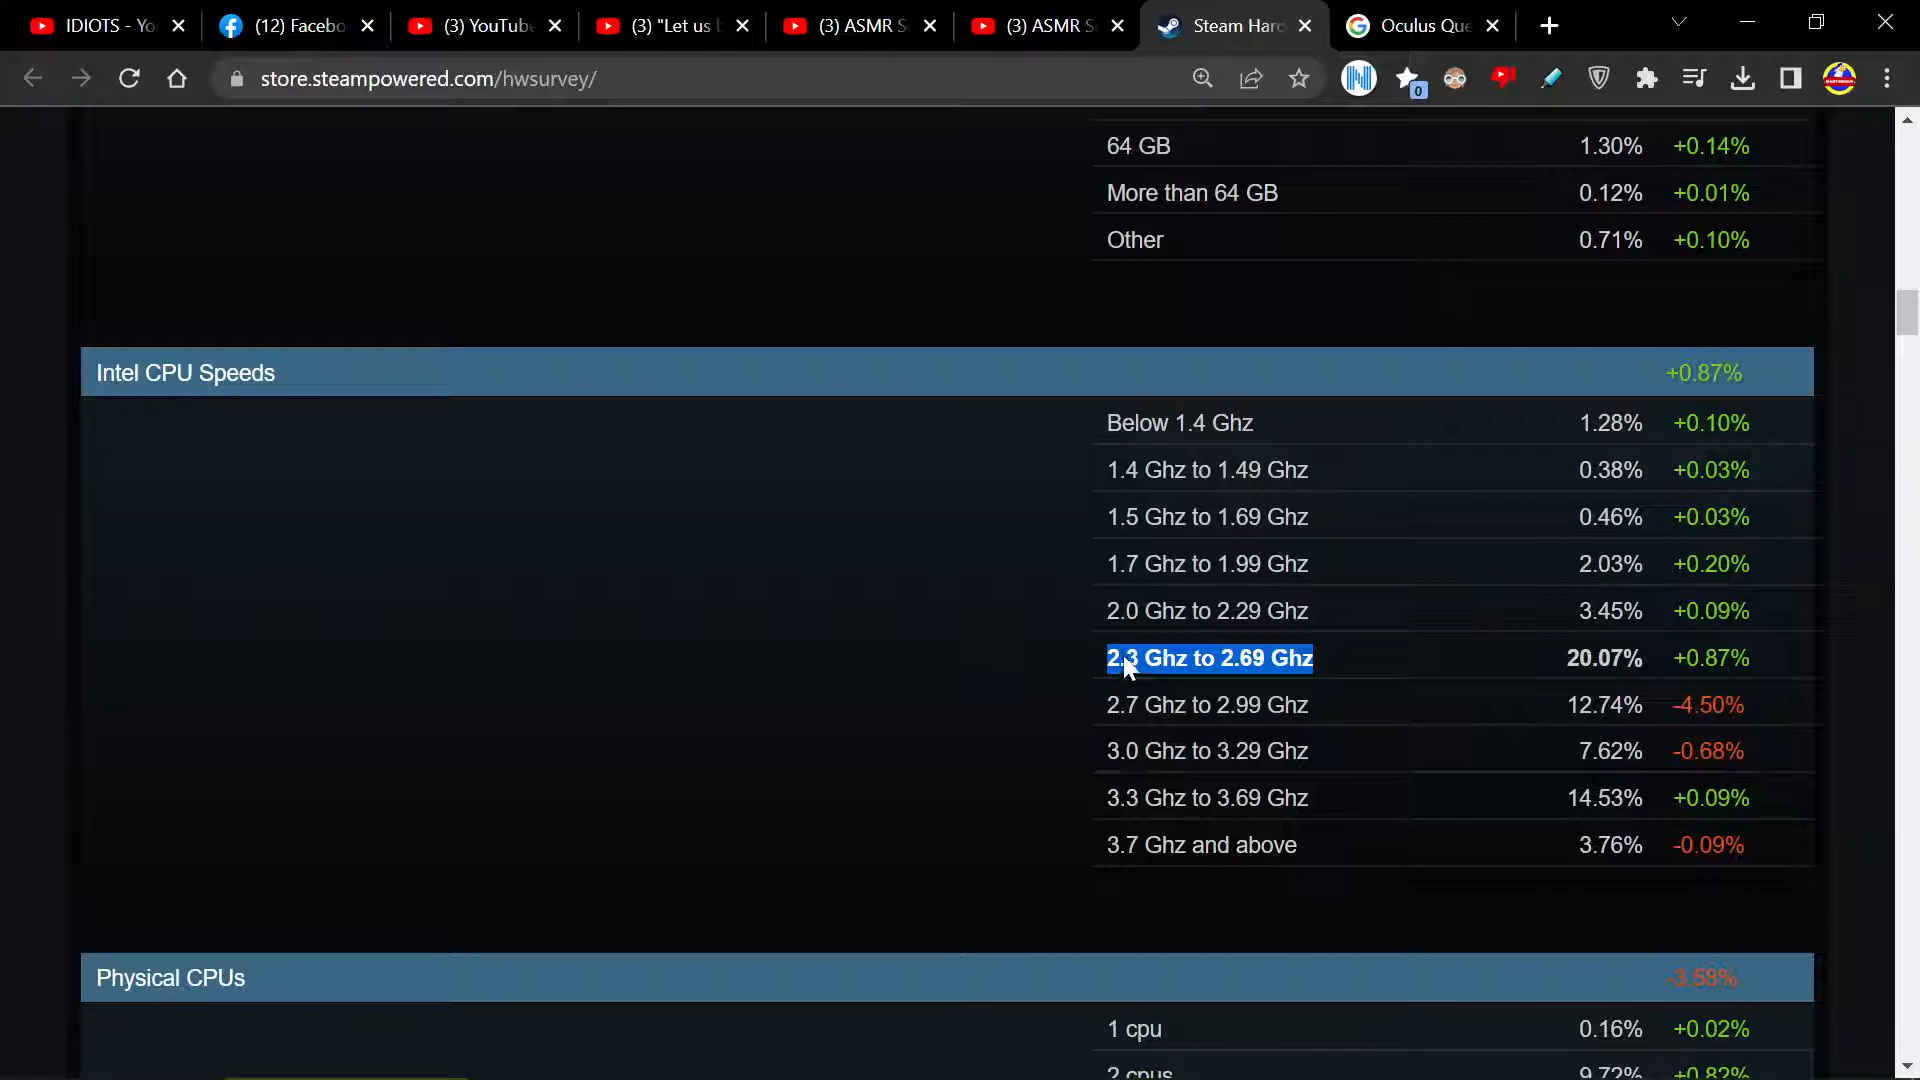 IDIOTS - Yo
(12) Facebo
(3) YouTub
(3) "Let us b
(3) ASMR S
(3) ASMR S
Steam Hard
Oculus Que
store.steampowered.com/hwsurvey/
0
64 GB 1.30% +0.14%
More than 64 GB 0.12% +0.01%
Other 0.71% +0.10%
Intel CPU Speeds +0.87%
Below 1.4 Ghz 1.28% +0.10%
1.4 Ghz to 1.49 Ghz 0.38% +0.03%
1.5 Ghz to 1.69 Ghz 0.46% +0.03%
1.7 Ghz to 1.99 Ghz 2.03% +0.20%
2.0 Ghz to 2.29 Ghz 3.45% +0.09%
2.3 Ghz to 2.69 Ghz 20.07% +0.87%
2.7 Ghz to 2.99 Ghz 12.74% -4.50%
3.0 Ghz to 3.29 Ghz 7.62% -0.68%
3.3 Ghz to 3.69 Ghz 14.53% +0.09%
3.7 Ghz and above 3.76% -0.09%
Physical CPUs -3.58%
1 cpu 0.16% +0.02%
2 cpus 9.72% +0.82%